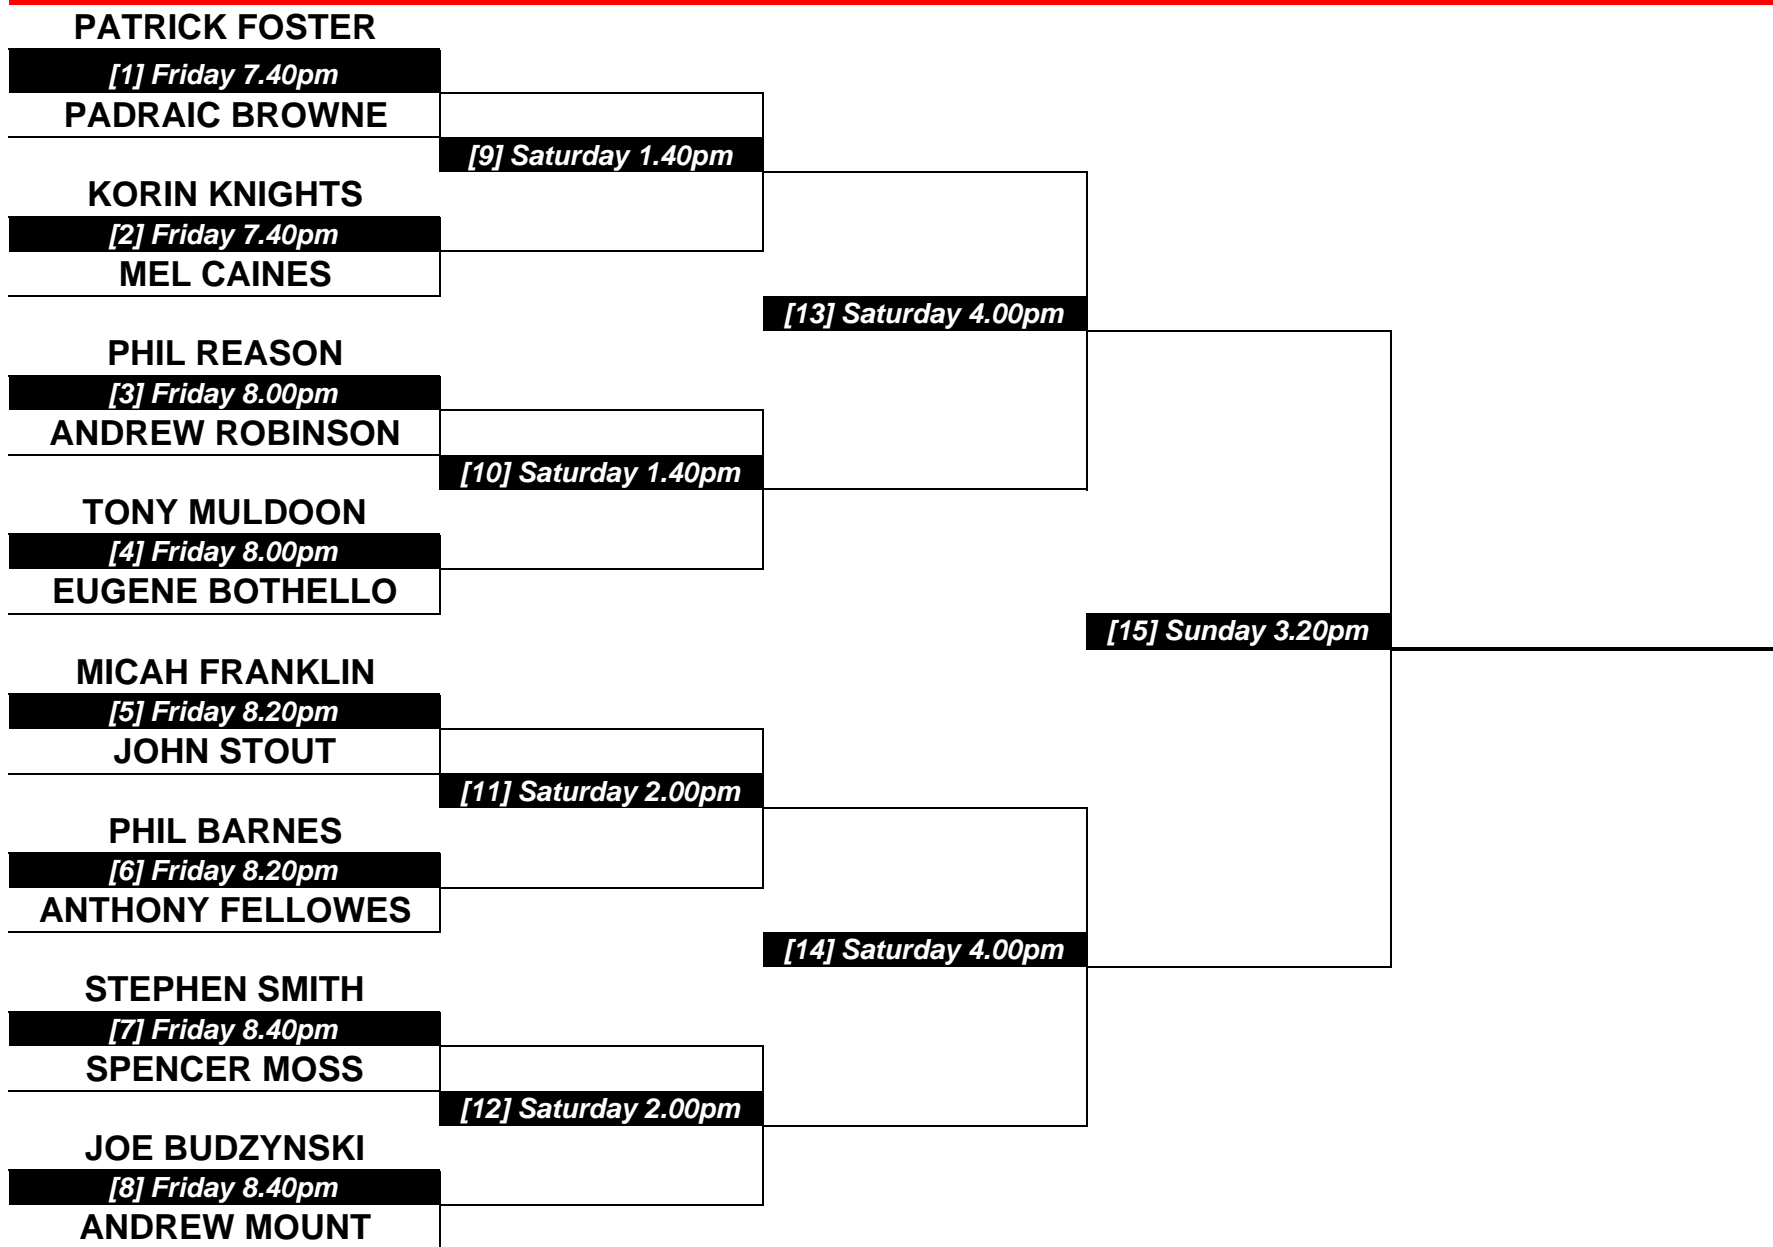 PATRICK FOSTER
[1] Friday 7.40pm
PADRAIC BROWNE
[9] Saturday 1.40pm
KORIN KNIGHTS
[2] Friday 7.40pm
MEL CAINES
[13] Saturday 4.00pm
PHIL REASON
[3] Friday 8.00pm
ANDREW ROBINSON
[10] Saturday 1.40pm
TONY MULDOON
[4] Friday 8.00pm
EUGENE BOTHELLO
[15] Sunday 3.20pm
MICAH FRANKLIN
[5] Friday 8.20pm
JOHN STOUT
[11] Saturday 2.00pm
PHIL BARNES
[6] Friday 8.20pm
ANTHONY FELLOWES
[14] Saturday 4.00pm
STEPHEN SMITH
[7] Friday 8.40pm
SPENCER MOSS
[12] Saturday 2.00pm
JOE BUDZYNSKI
[8] Friday 8.40pm
ANDREW MOUNT